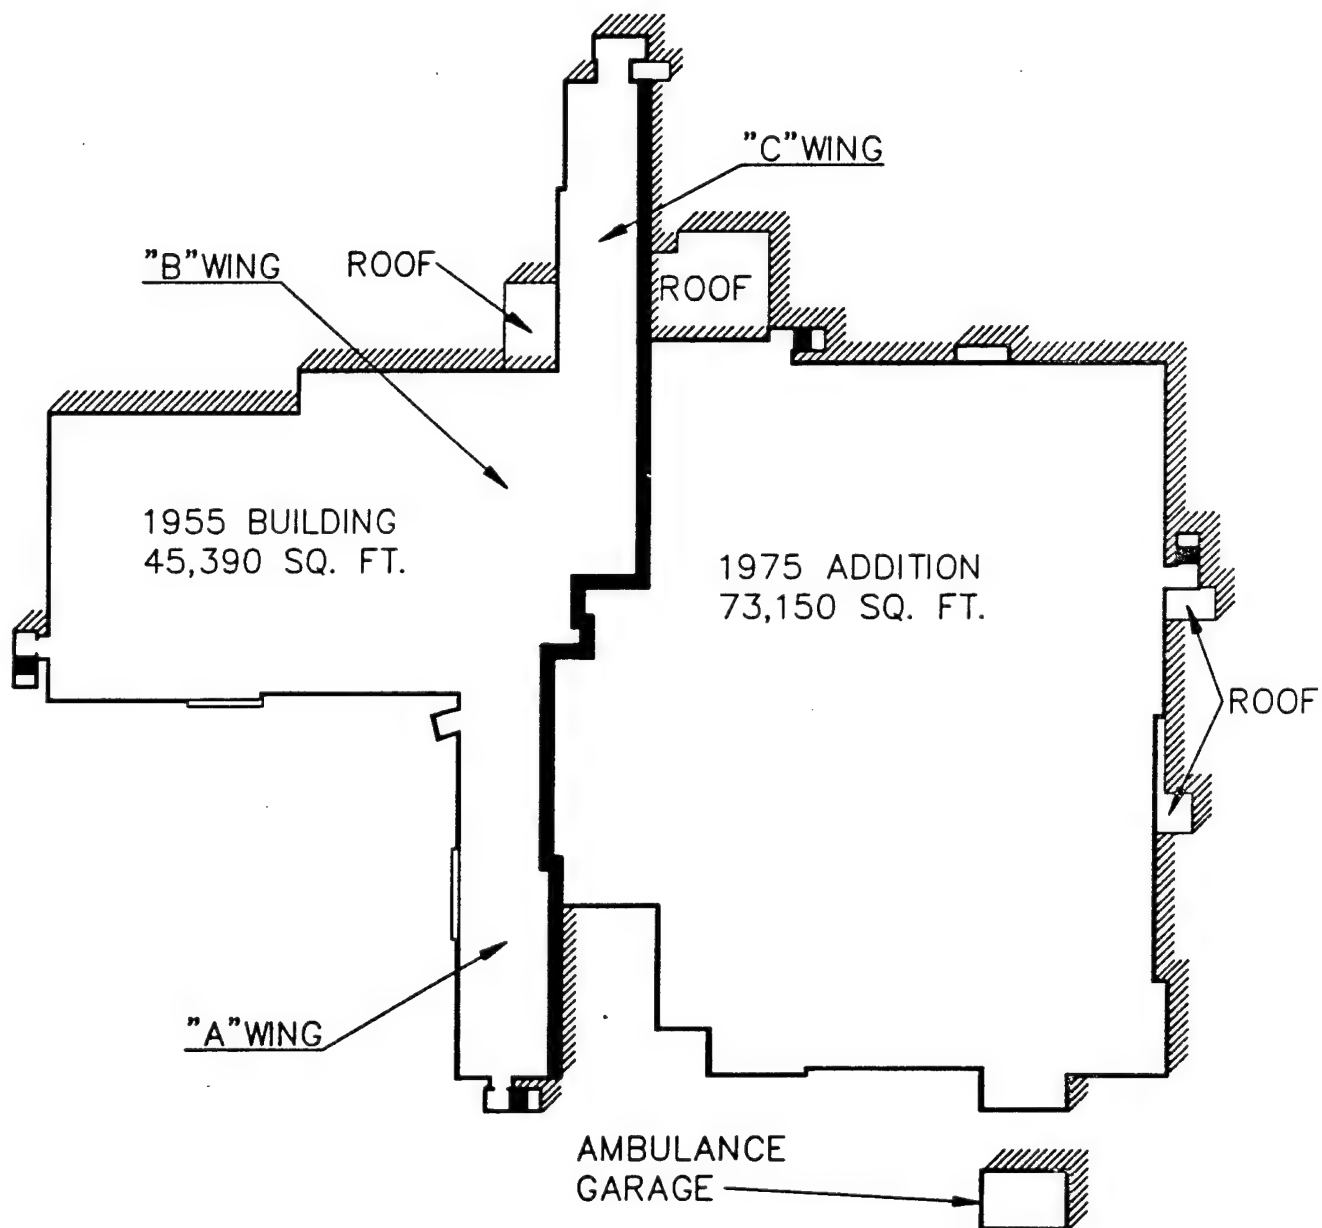 "C" WING
"B" WING
ROOF
ROOF
1955 BUILDING
45,390 SQ. FT.
1975 ADDITION
73,150 SQ. FT.
ROOF
"A" WING
AMBULANCE
GARAGE